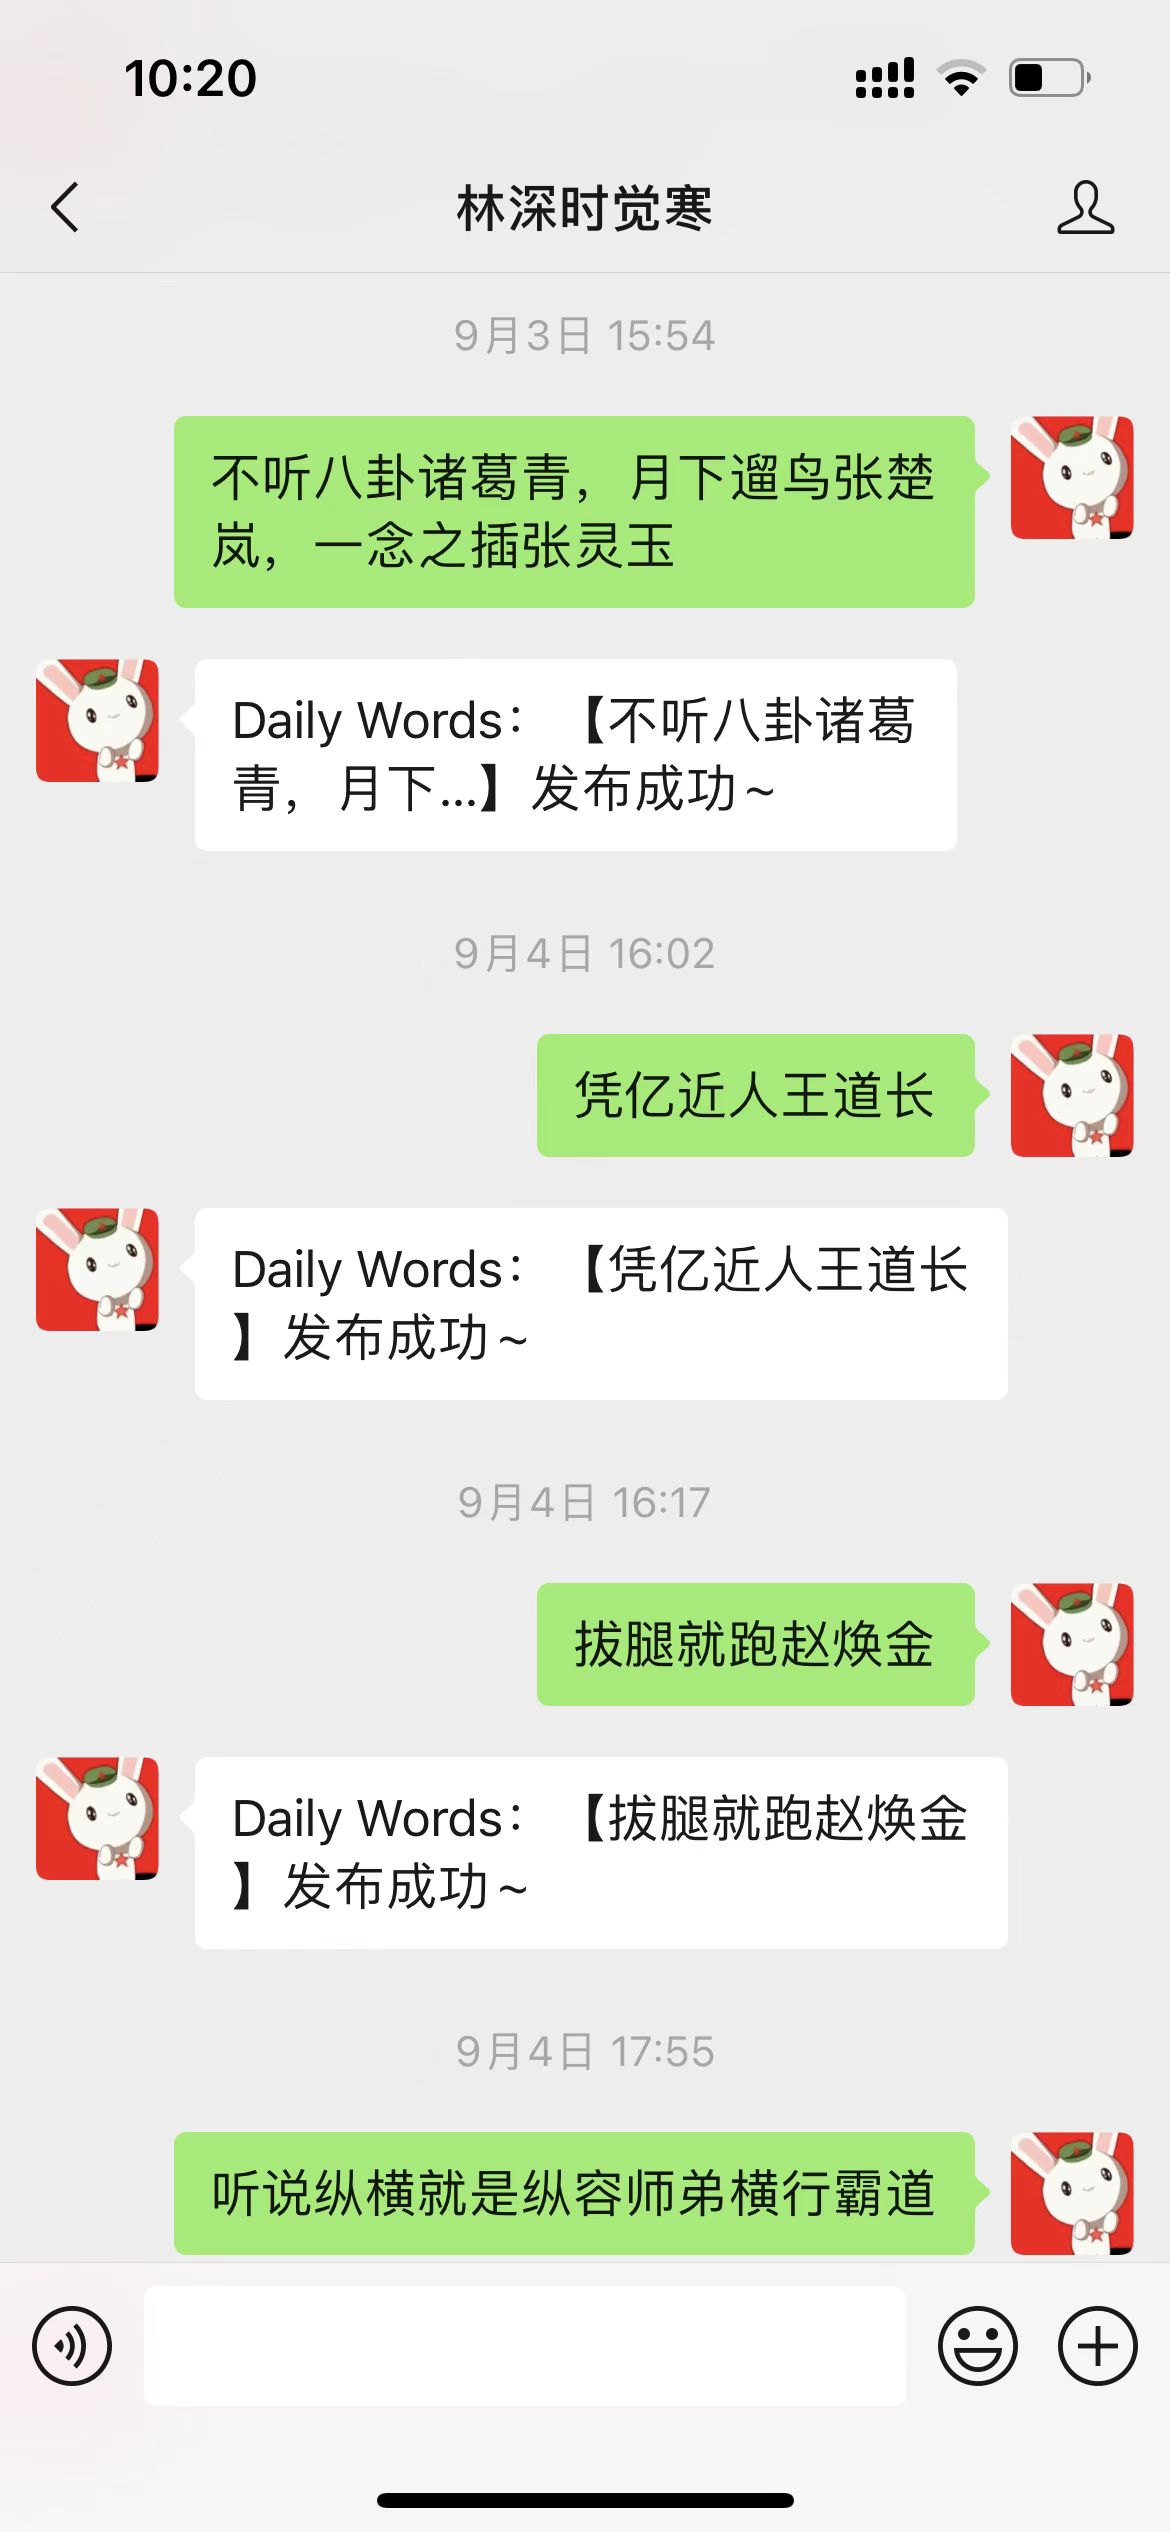 10:20
林深时觉寒
9月3日 15:54
不听八卦诸葛青，月下遛鸟张楚
岚，一念之插张灵玉
Daily Words：【不听八卦诸葛
青，月下...】发布成功~
9月4日 16:02
凭亿近人王道长
Daily Words：【凭亿近人王道长
】发布成功~
9月4日 16:17
拔腿就跑赵焕金
Daily Words：【拔腿就跑赵焕金
】发布成功~
9月4日 17:55
听说纵横就是纵容师弟横行霸道